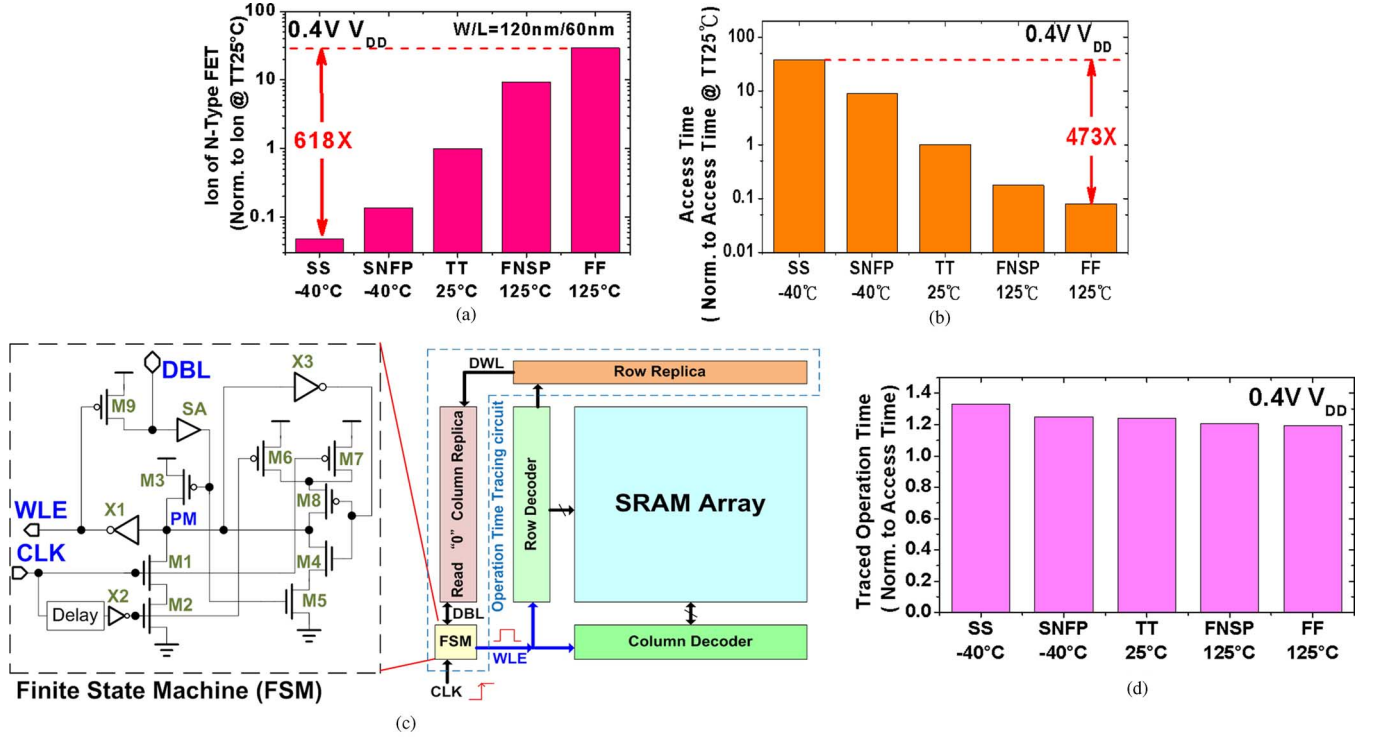 Ion of N-Type FET
(Norm. to Ion @ TT25°C)
100
10
1
0.1
0.4V VDD
W/L=120nm/60nm
618X
SS SNFP TT FNSP FF
-40°C -40°C 25°C 125°C 125°C
(a)
Access Time
( Norm. to Access Time @ TT25℃)
100
10
1
0.1
0.01
0.4V VDD
473X
SS SNFP TT FNSP FF
-40℃ -40℃ 25℃ 125℃ 125℃
(b)
DBL
X3
M9
SA
M6
M7
M3
M8
WLE
X1
PM
CLK
M1
M4
Delay
X2
M2
M5
Finite State Machine (FSM)
DWL
Row Replica
Read "0" Column Replica
Operation Time Tracing circuit
Row Decoder
SRAM Array
DBL
FSM
WLE
Column Decoder
CLK
(c)
Traced Operation Time
( Norm. to Access Time)
1.4
1.2
1.0
0.8
0.6
0.4
0.2
0.0
0.4V VDD
SS SNFP TT FNSP FF
-40°C -40°C 25°C 125°C 125°C
(d)